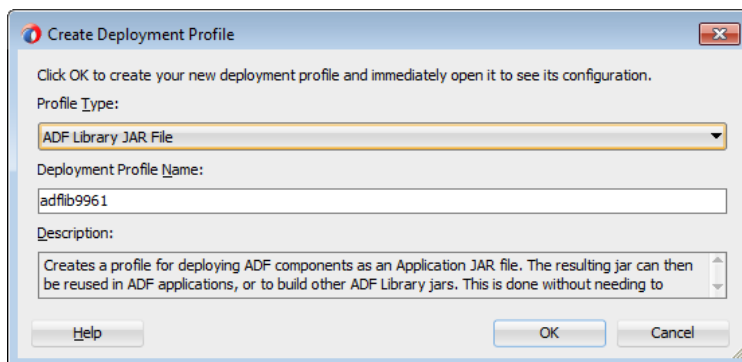 Create Deployment Profile
Click OK to create your new deployment profile and immediately open it to see its configuration.
Profile Type:
ADF Library JAR File
Deployment Profile Name:
adflib9961
Description:
Creates a profile for deploying ADF components as an Application JAR file. The resulting jar can then
be reused in ADF applications, or to build other ADF Library jars. This is done without needing to
Help
OK
Cancel